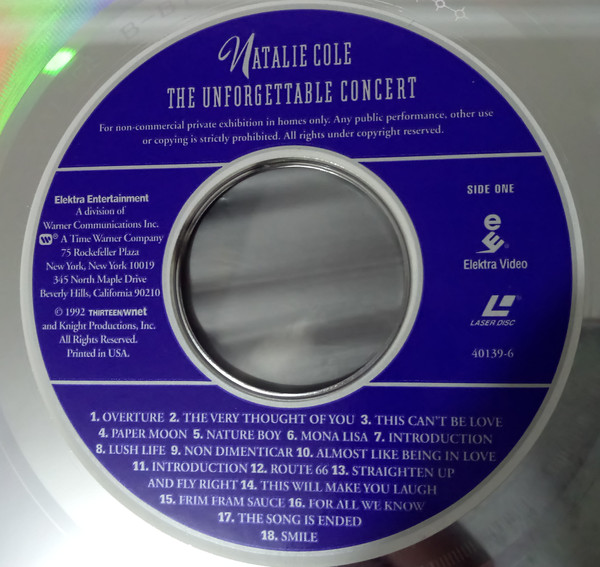 NATALIE COLE
THE UNFORGETTABLE CONCERT
For non-commercial private exhibition in homes only. Any public performance, other use
or copying is strictly prohibited. All rights under copyright reserved.
Elektra Entertainment
A division of
Warner Communications Inc.
® A Time Warner Company
75 Rockefeller Plaza
New York, New York 10019
345 North Maple Drive
Beverly Hills, California 90210
© 1992 THIRTEEN/wnet
and Knight Productions, Inc.
All Rights Reserved.
Printed in USA.
SIDE ONE
Elektra Video
LASER DISC
40139-6
1. OVERTURE 2. THE VERY THOUGHT OF YOU 3. THIS CAN'T BE LOVE
4. PAPER MOON 5. NATURE BOY 6. MONA LISA 7. INTRODUCTION
8. LUSH LIFE 9. NON DIMENTICAR 10. ALMOST LIKE BEING IN LOVE
11. INTRODUCTION 12. ROUTE 66 13. STRAIGHTEN UP
AND FLY RIGHT 14. THIS WILL MAKE YOU LAUGH
15. FRIM FRAM SAUCE 16. FOR ALL WE KNOW
17. THE SONG IS ENDED
18. SMILE